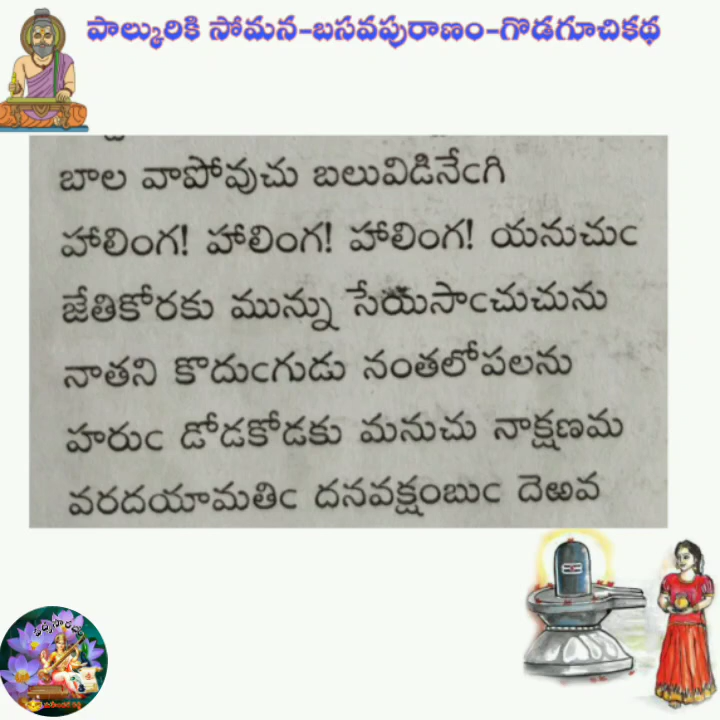 పాల్కురికి సోమన-బసవపురాణం-గొడగూచికథ
బాల వాపోవుచు బలువిడినేఁగి
హాలింగ! హాలింగ! హాలింగ! యనుచుఁ
జేతికోరకు మున్ను సేయసాఁచుచును
నాతని కొదుఁగుడు నంతలోపలను
హరుఁ డోడకోడకు మనుచు నాక్షణమ
వరదయామతిఁ దనవక్షంబుఁ దెఱవ